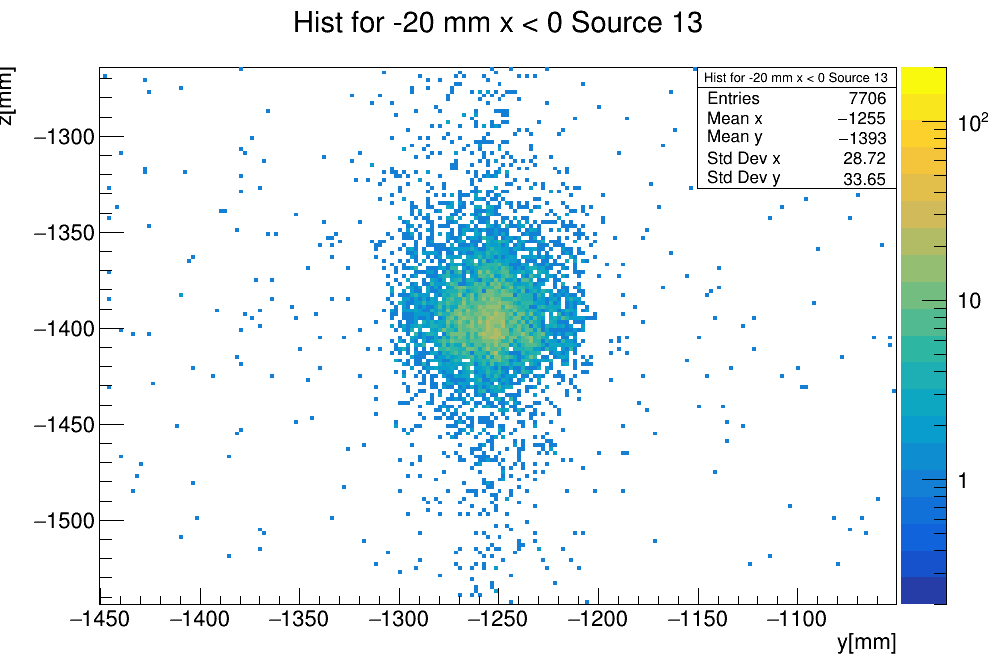 Hist for -20 mm x < 0 Source 13
z[mm]
Hist for -20 mm x < 0 Source 13
Entries 7706
Mean x −1255
Mean y −1393
Std Dev x 28.72
Std Dev y 33.65
−1300
−1350
−1400
−1450
−1500
10²
10
1
−1450 −1400 −1350 −1300 −1250 −1200 −1150 −1100
y[mm]